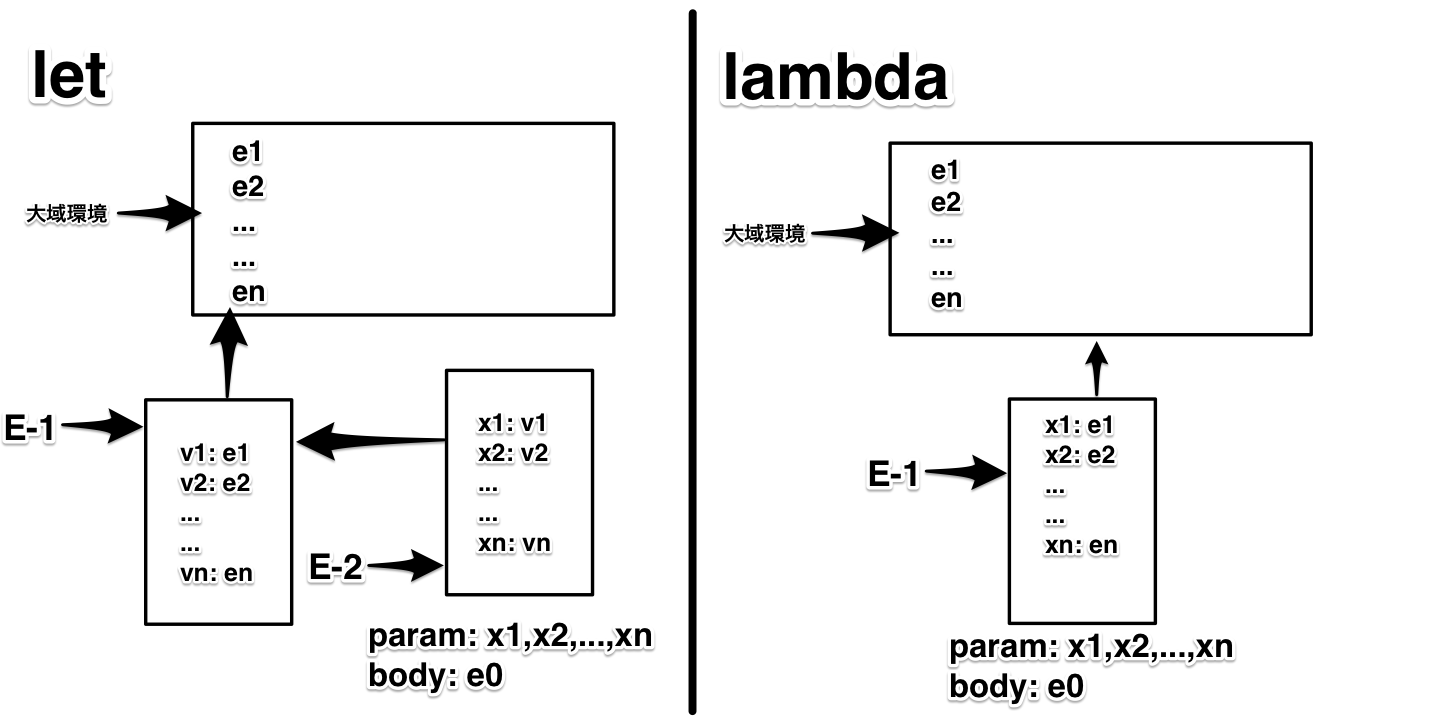 let
e1
e2
...
...
en
大域環境
E-1
v1: e1
v2: e2
...
...
vn: en
x1: v1
x2: v2
...
...
xn: vn
E-2
param: x1,x2,...,xn
body: e0
lambda
e1
e2
...
...
en
大域環境
E-1
x1: e1
x2: e2
...
...
xn: en
param: x1,x2,...,xn
body: e0